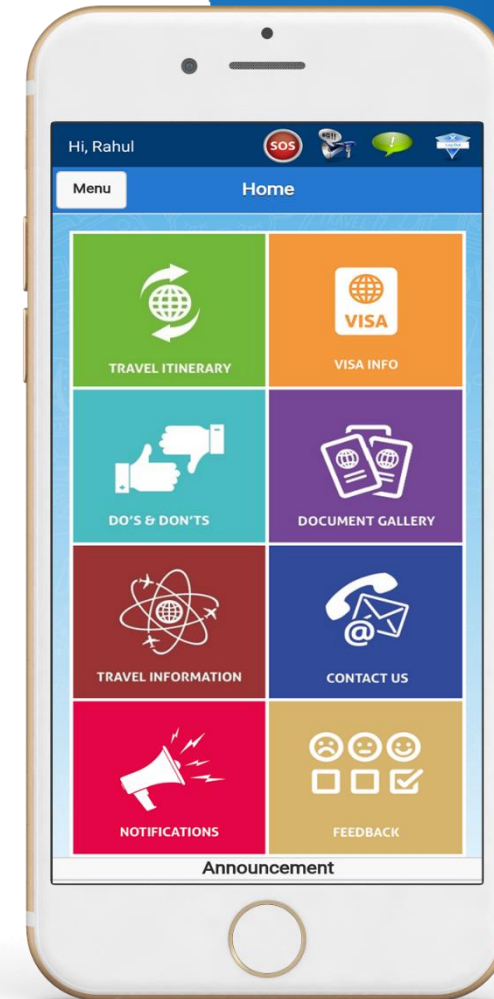 Hi, Rahul
SOS
Menu
Home
VISA
TRAVEL ITINERARY
VISA INFO
DO'S & DON'TS
DOCUMENT GALLERY
TRAVEL INFORMATION
CONTACT US
@
NOTIFICATIONS
FEEDBACK
Announcement